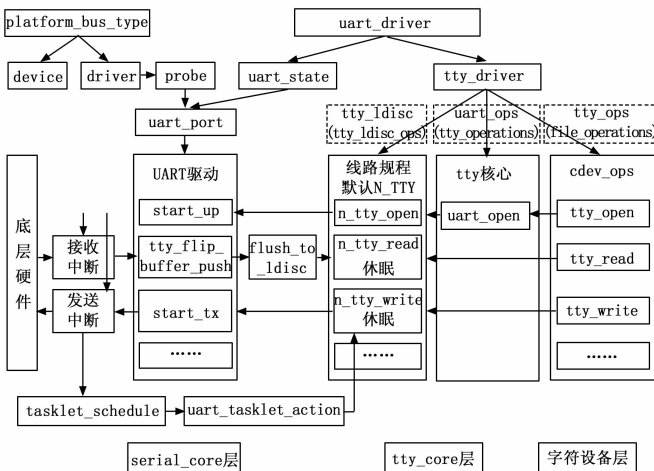 platform_bus_type
uart_driver
device
driver
probe
uart_state
tty_driver
uart_port
tty_ldisc
(tty_ldisc_ops)
uart_ops
(tty_operations)
tty_ops
(file_operations)
底层硬件
UART驱动
线路规程
默认N_TTY
tty核心
cdev_ops
start_up
n_tty_open
uart_open
tty_open
接收
中断
tty_flip_
buffer_push
flush_to
_ldisc
n_tty_read
休眠
tty_read
发送
中断
start_tx
n_tty_write
休眠
tty_write
……
……
……
tasklet_schedule
uart_tasklet_action
serial_core层
tty_core层
字符设备层